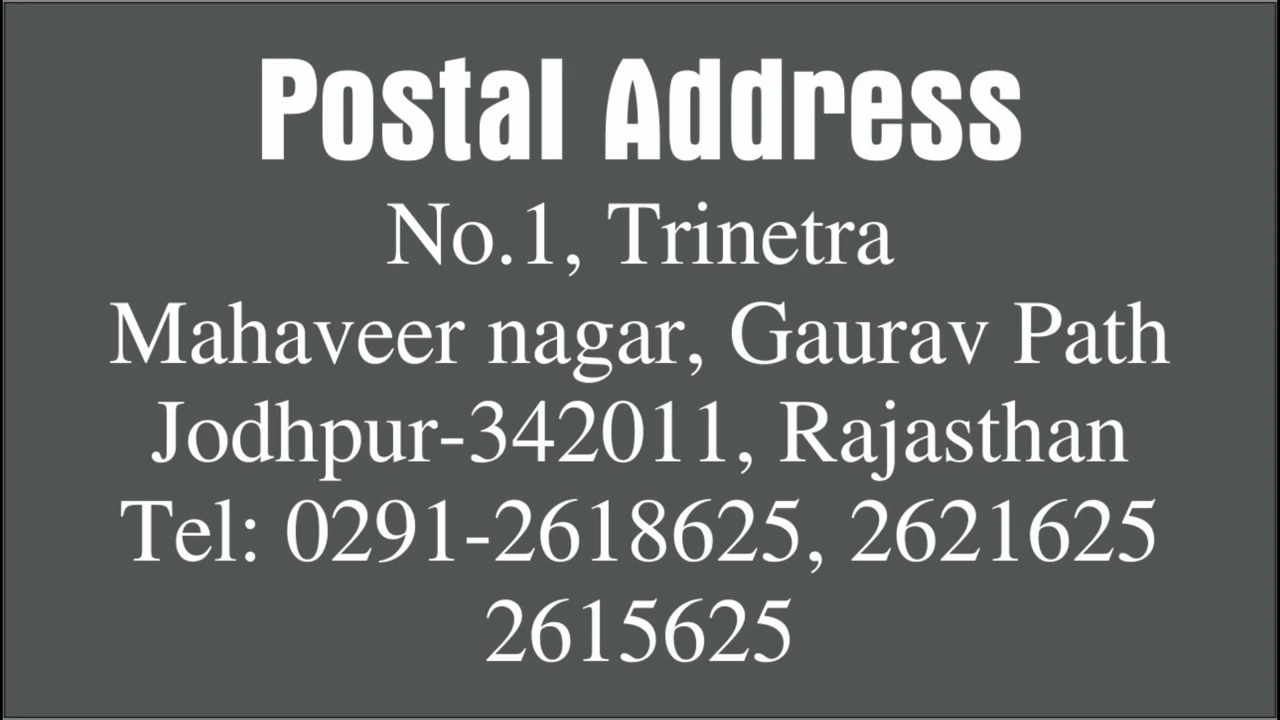 Postal Address
No.1, Trinetra
Mahaveer nagar, Gaurav Path
Jodhpur-342011, Rajasthan
Tel: 0291-2618625, 2621625
2615625